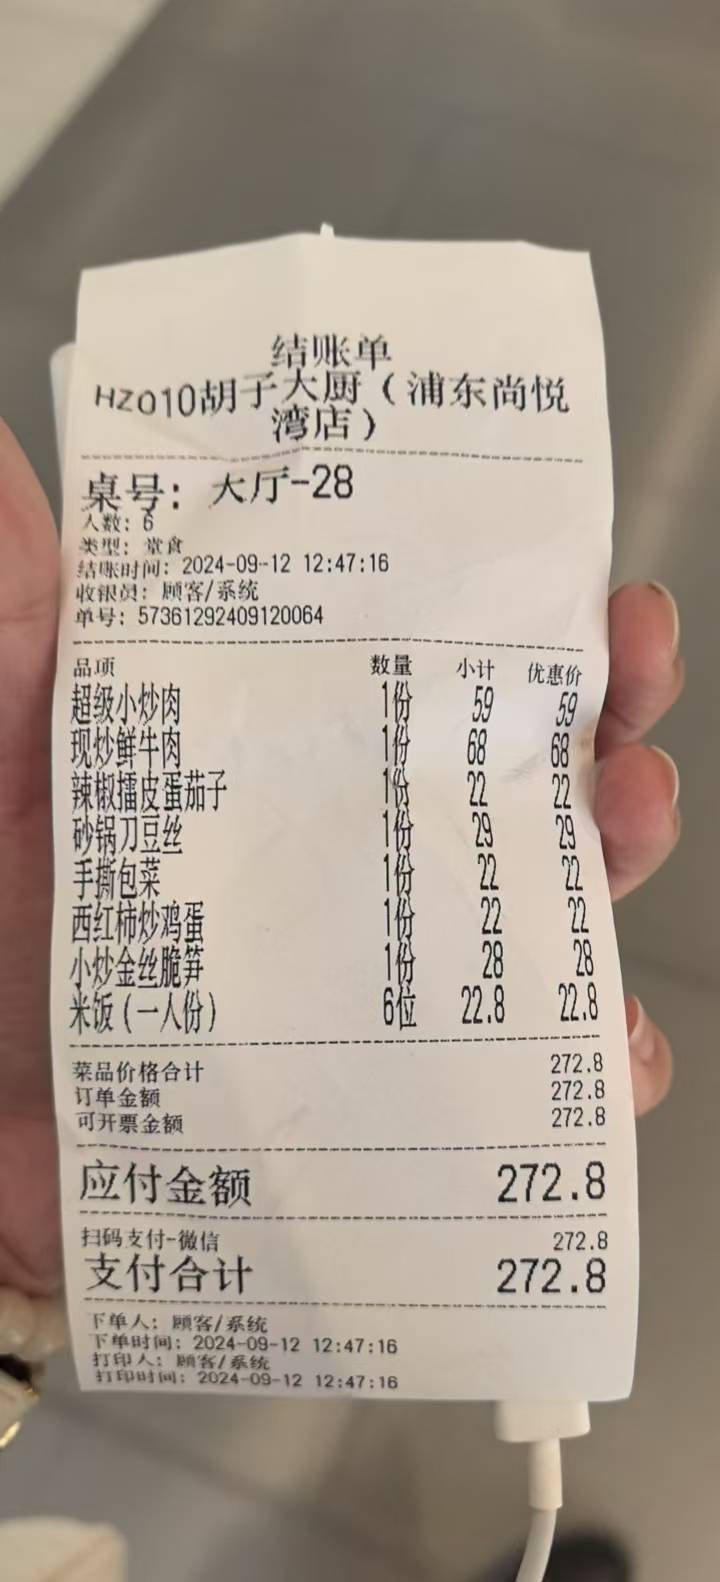 结账单
HZ010胡子大厨（浦东尚悦
湾店）
桌号：大厅-28
人数：6
类型：堂食
结账时间：2024-09-12 12:47:16
收银员：顾客/系统
单号：573612924091200​64
品项 数量 小计 优惠价
超级小炒肉 1份 59 59
现炒鲜牛肉 1份 68 68
辣椒擂皮蛋茄子 1份 22 22
砂锅刀豆丝 1份 29 29
手撕包菜 1份 22 22
西红柿炒鸡蛋 1份 22 22
小炒金丝脆笋 1份 28 28
米饭（一人份） 6位 22.8 22.8
菜品价格合计 272.8
订单金额 272.8
可开票金额 272.8
应付金额 272.8
扫码支付-微信 272.8
支付合计 272.8
下单人：顾客/系统
下单时间：2024-09-12 12:47:16
打印人：顾客/系统
打印时间：2024-09-12 12:47:16